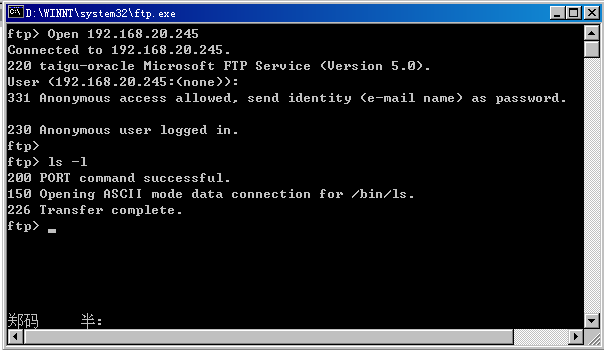 D:\WINNT\system32\ftp.exe
ftp> Open 192.168.20.245
Connected to 192.168.20.245.
220 taigu-oracle Microsoft FTP Service (Version 5.0).
User (192.168.20.245:(none)):
331 Anonymous access allowed, send identity (e-mail name) as password.
230 Anonymous user logged in.
ftp>
ftp> ls -l
200 PORT command successful.
150 Opening ASCII mode data connection for /bin/ls.
226 Transfer complete.
ftp> _
郑码 半: